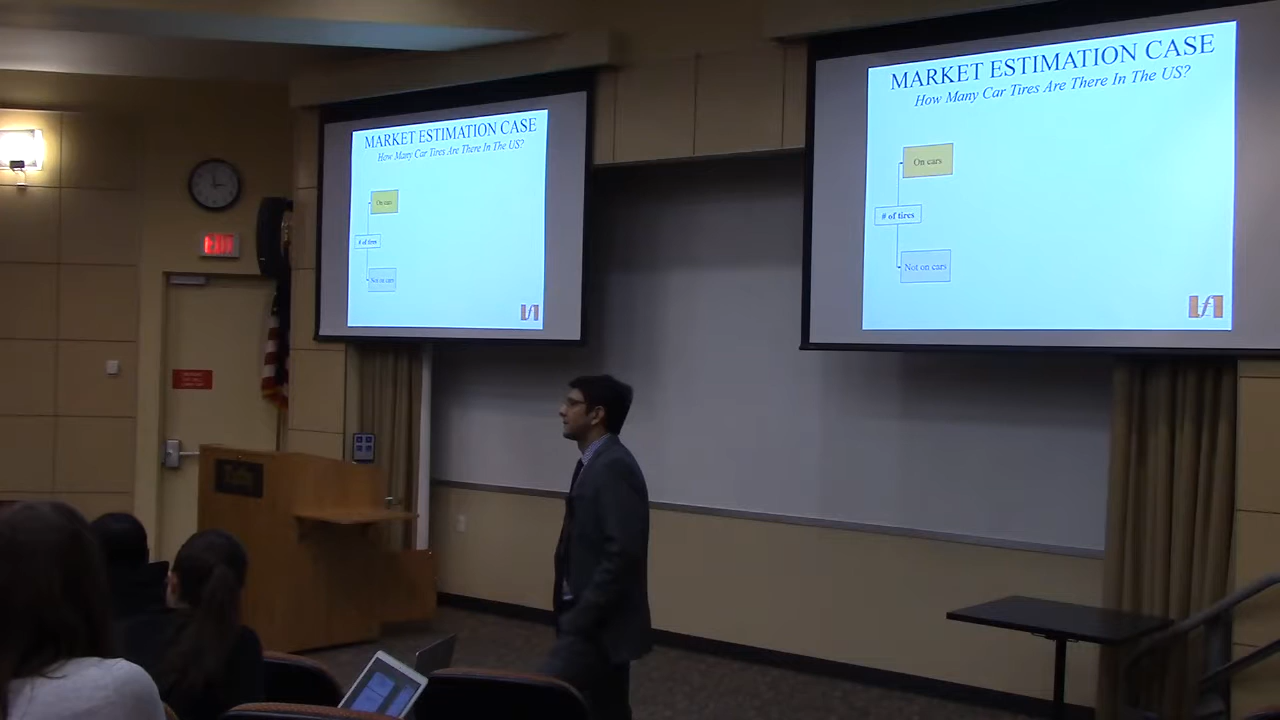 MARKET ESTIMATION CASE
How Many Car Tires Are There In The US?
On cars
# of tires
Not on cars
MARKET ESTIMATION CASE
How Many Car Tires Are There In The US?
On cars
# of tires
Not on cars
EXIT